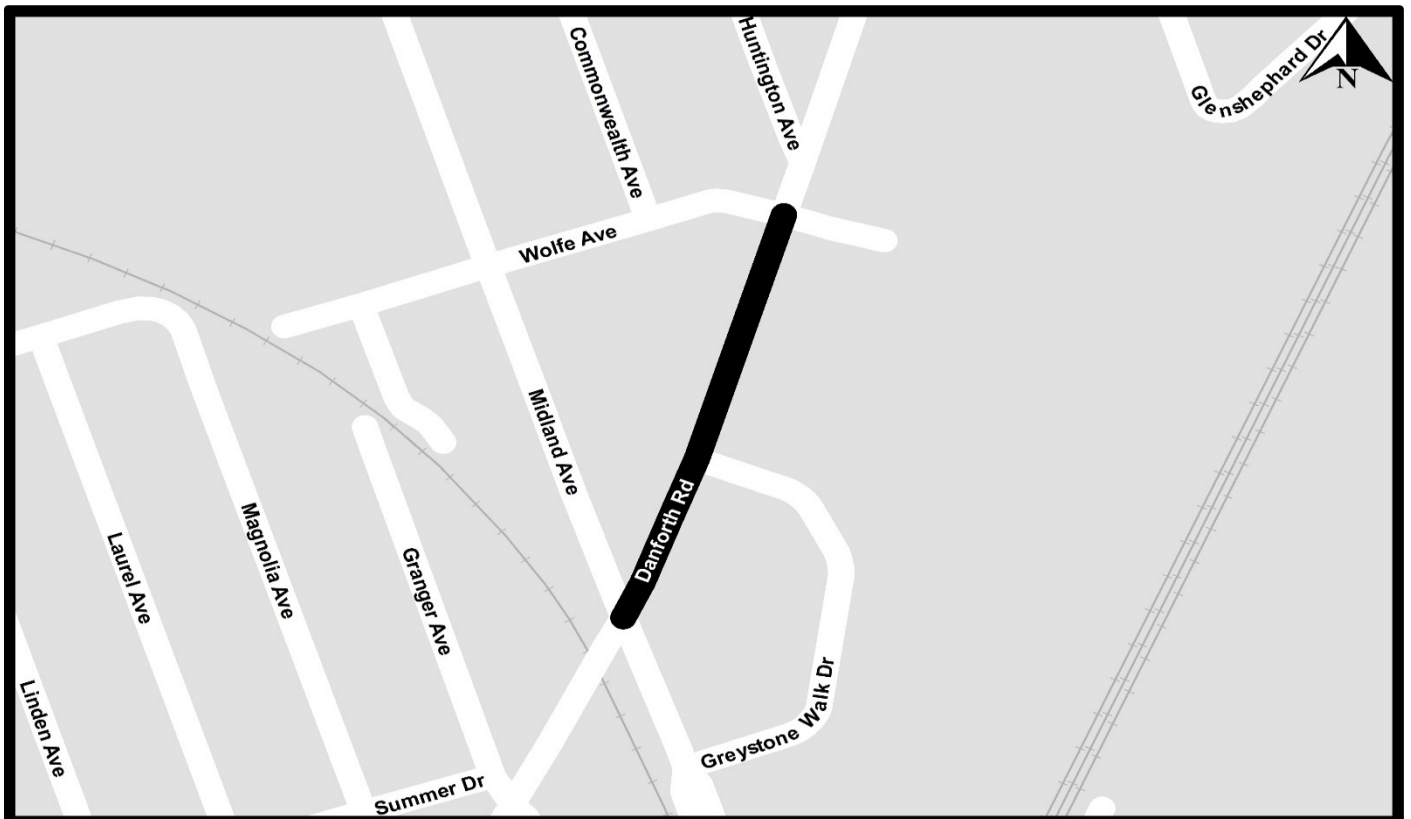 Commonwealth Ave
Huntington Ave
Glenshephard Dr
N
Wolfe Ave
Midland Ave
Danforth Rd
Laurel Ave
Magnolia Ave
Granger Ave
Linden Ave
Greystone Walk Dr
Summer Dr